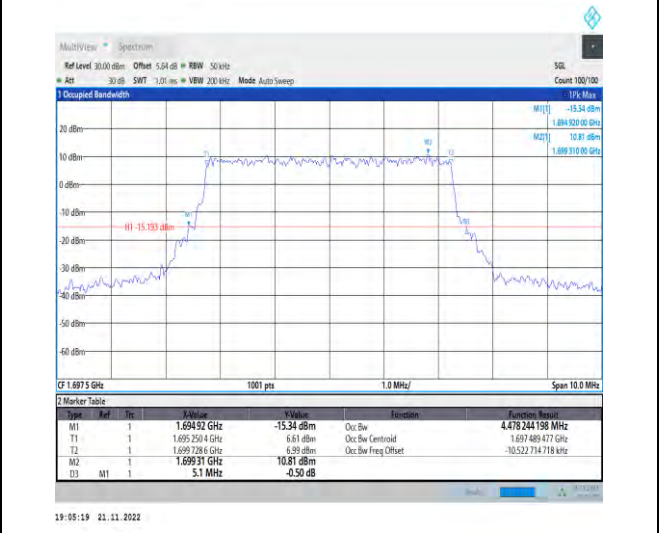 MultiView Spectrum
Ref Level 30.00 dBm Offset 5.64 dB RBW 50 kHz SGL
Att 30 dB SWT 1.01 ms VBW 200 kHz Mode Auto Sweep Count 100/100
1 Occupied Bandwidth 1Pk Max
M1[1] -15.34 dBm
1.694 920 00 GHz
M2[1] 10.81 dBm
1.699 310 00 GHz
20 dBm
M2
T1 T2
10 dBm
0 dBm
-10 dBm
M1
H1 -15.193 dBm
-20 dBm
-30 dBm
-40 dBm
-50 dBm
-60 dBm
CF 1.697 5 GHz 1001 pts 1.0 MHz/ Span 10.0 MHz
2 Marker Table
Type Ref Trc X-Value Y-Value Function Function Result
M1 1 1.694 92 GHz -15.34 dBm Occ Bw 4.478 244 198 MHz
T1 1 1.695 250 4 GHz 6.61 dBm Occ Bw Centroid 1.697 489 477 GHz
T2 1 1.699 728 6 GHz 6.99 dBm Occ Bw Freq Offset -10.522 714 718 kHz
M2 1 1.699 31 GHz 10.81 dBm
D3 M1 1 5.1 MHz -0.50 dB
19:05:19 21.11.2022